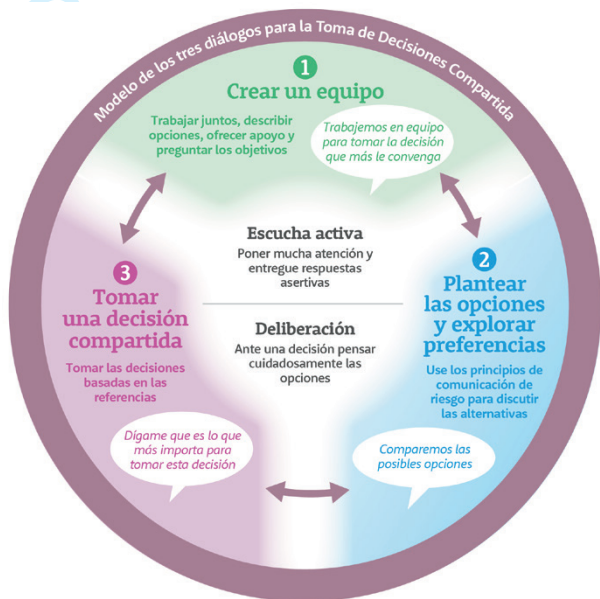 Modelo de los tres diálogos para la Toma de Decisiones Compartida
1
Crear un equipo
Trabajar juntos, describir
opciones, ofrecer apoyo y
preguntar los objetivos
Trabajemos en equipo
para tomar la decisión
que más le convenga
Escucha activa
Poner mucha atención y
entregue respuestas
asertivas
Deliberación
Ante una decisión pensar
cuidadosamente las
opciones
2
Plantear
las opciones
y explorar
preferencias
Use los principios de
comunicación de
riesgo para discutir
las alternativas
Comparemos las
posibles opciones
3
Tomar
una decisión
compartida
Tomar las decisiones
basadas en las
referencias
Dígame que es lo que
más importa para
tomar esta decisión